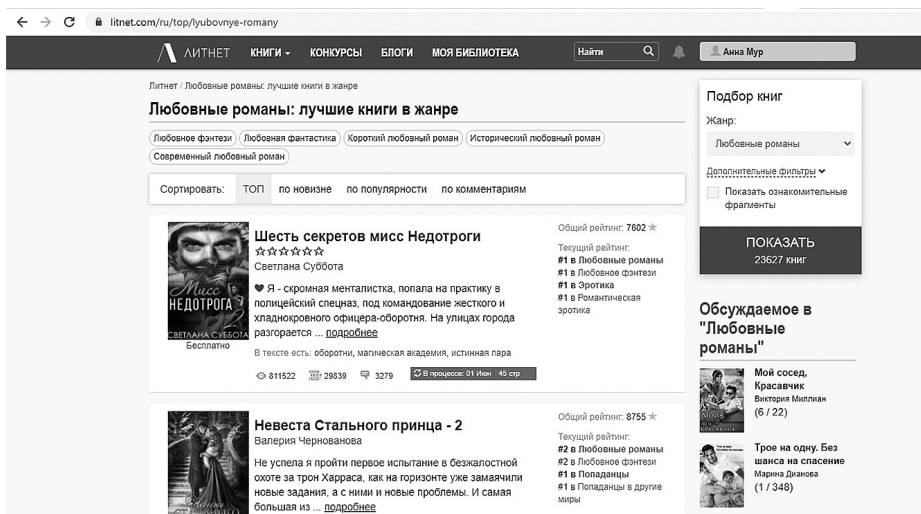 litnet.com/ru/top/lyubovnye-romany
ЛИТНЕТ КНИГИ КОНКУРСЫ БЛОГИ МОЯ БИБЛИОТЕКА Найти Анна Мур
Литнет / Любовные романы: лучшие книги в жанре
Любовные романы: лучшие книги в жанре
Любовное фэнтези Любовная фантастика Короткий любовный роман Исторический любовный роман
Современный любовный роман
Сортировать: ТОП по новизне по популярности по комментариям
Мисс
НЕДОТРОГА
2
СВЕТЛАНА СУББОТА
Бесплатно
Шесть секретов мисс Недотроги
Светлана Суббота
Я - скромная менталистка, попала на практику в
полицейский спецназ, под командование жесткого и
хладнокровного офицера-оборотня. На улицах города
разгорается ... подробнее
В тексте есть: оборотни, магическая академия, истинная пара
811522 29839 3279 В процессе: 01 Июн 45 стр
Общий рейтинг: 7602
Текущий рейтинг:
#1 в Любовные романы
#1 в Любовное фэнтези
#1 в Эротика
#1 в Романтическая
эротика
Невеста Стального принца - 2
Валерия Чернованова
Не успела я пройти первое испытание в безжалостной
охоте за трон Харраса, как на горизонте уже замаячили
новые задания, а с ними и новые проблемы. И самая
большая из ... подробнее
Общий рейтинг: 8755
Текущий рейтинг:
#2 в Любовные романы
#2 в Любовное фэнтези
#1 в Попаданцы
#1 в Попаданцы в другие
миры
Подбор книг
Жанр:
Любовные романы
Дополнительные фильтры
Показать ознакомительные
фрагменты
ПОКАЗАТЬ
23627 книг
Обсуждаемое в
"Любовные
романы"
Мой сосед,
Красавчик
Виктория Миллиан
(6 / 22)
Трое на одну. Без
шанса на спасение
Марина Дианова
(1 / 348)